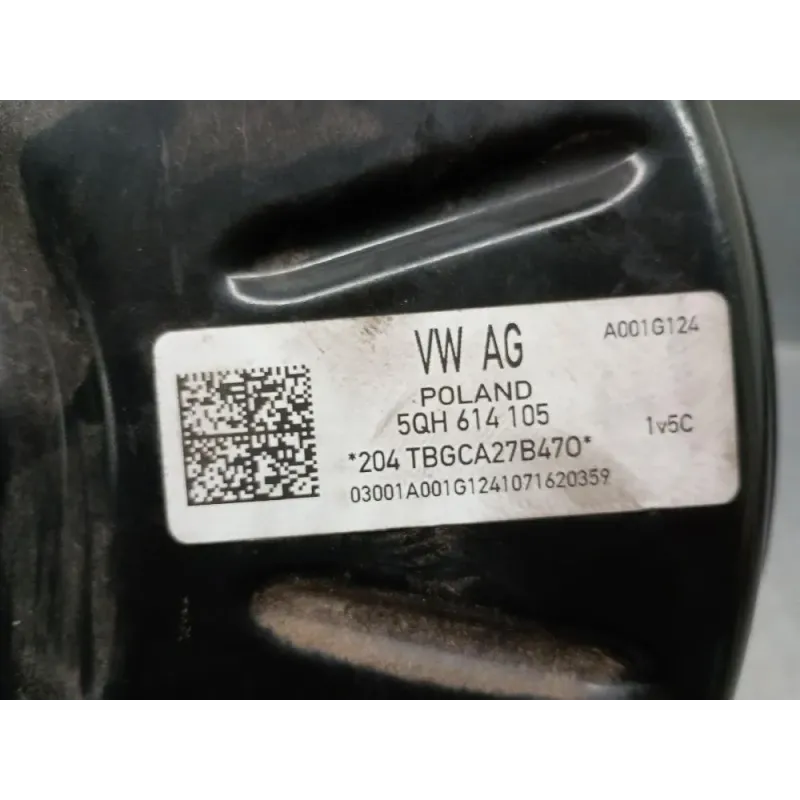 VW AG
A001G124
POLAND
5QH 614 105
1v5C
*204 TBGCA27B470*
03001A001G1241071620359